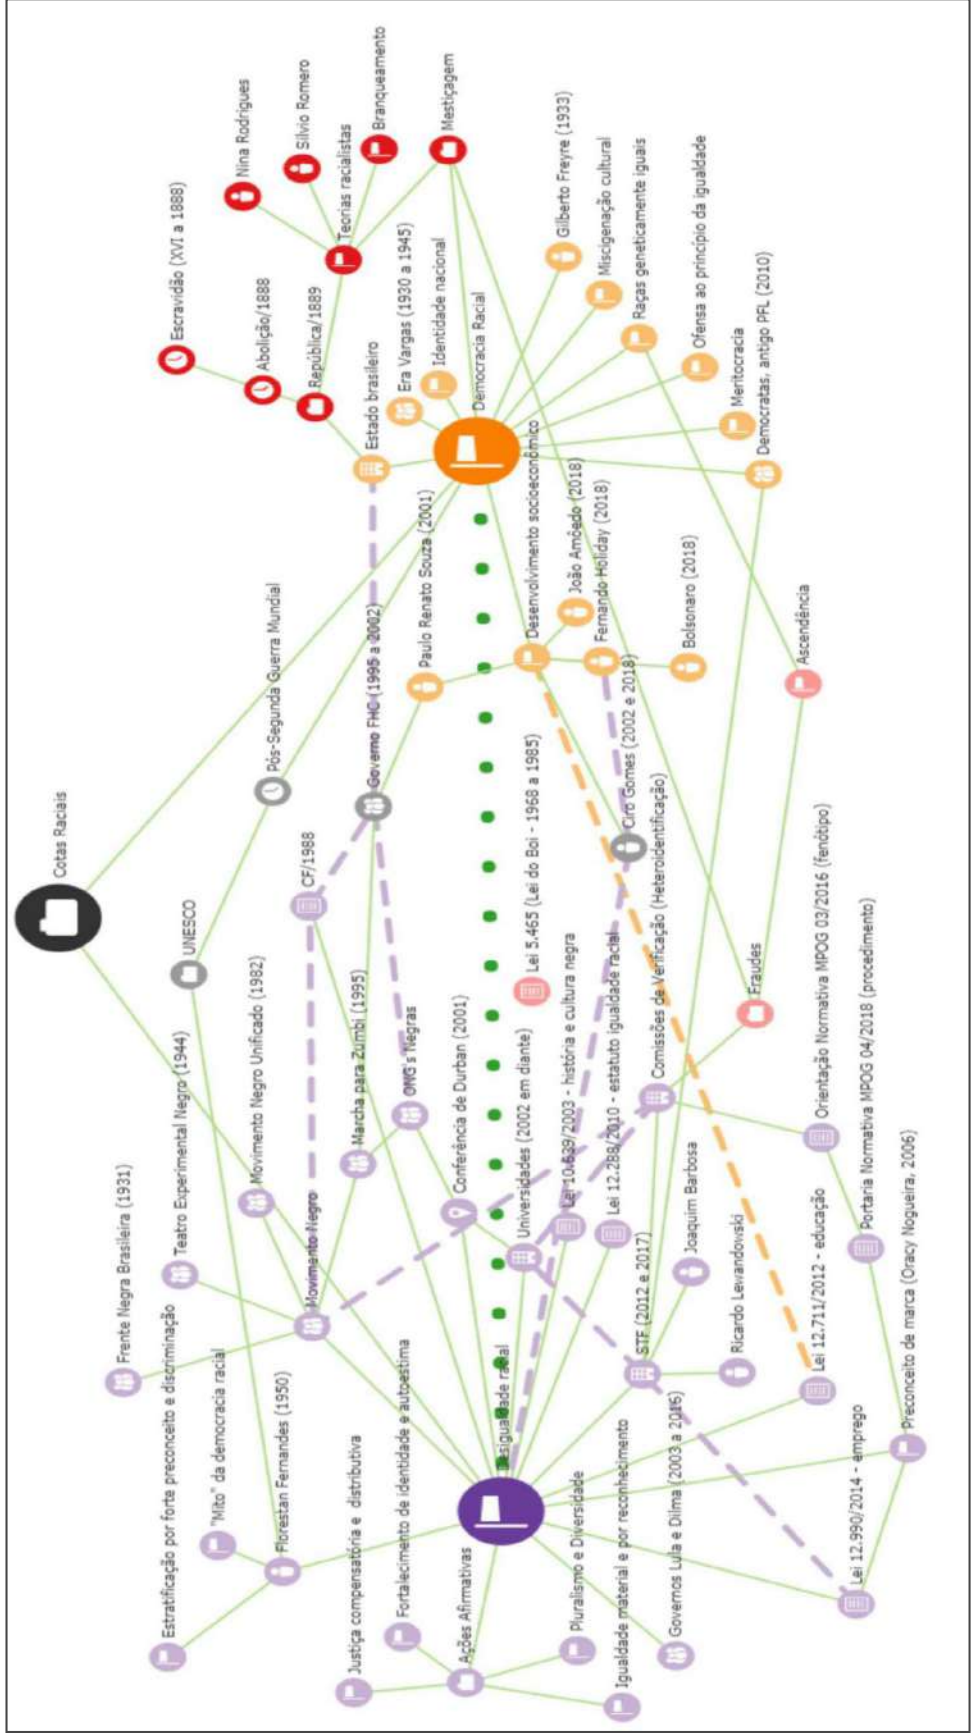 Cotas Raciais
UNESCO
Pós-Segunda Guerra Mundial
Escravidão (XVI a 1888)
Abolição/1888
República/1889
Nina Rodrigues
Silvio Romero
Teorias racialistas
Branqueamento
Mestiçagem
Estado brasileiro
Era Vargas (1930 a 1945)
Identidade nacional
Democracia Racial
Gilberto Freyre (1933)
Miscigenação cultural
Raças geneticamente iguais
Ofensa ao princípio da igualdade
Meritocracia
Democratas, antigo PFL (2010)
Frente Negra Brasileira (1931)
Teatro Experimental Negro (1944)
Movimento Negro Unificado (1982)
Movimento Negro
CF/1988
Governo FHC (1995 a 2002)
Paulo Renato Souza (2001)
Marcha para Zumbi (1995)
ONG's Negras
Conferência de Durban (2001)
Desenvolvimento socioeconômico
João Amôedo (2018)
Fernando Holiday (2018)
Bolsonaro (2018)
Ciro Gomes (2002 e 2018)
Lei 5.465 (Lei do Boi - 1968 a 1985)
Universidades (2002 em diante)
Lei 10.639/2003 - história e cultura negra
Lei 12.288/2010 - estatuto igualdade racial
Comissões de Verificação (Heteroidentificação)
Ascendência
Fraudes
Estratificação por forte preconceito e discriminação
"Mito" da democracia racial
Florestan Fernandes (1950)
Justiça compensatória e distributiva
Fortalecimento de identidade e autoestima
Ações Afirmativas
Desigualdade racial
Pluralismo e Diversidade
Igualdade material e por reconhecimento
Governos Lula e Dilma (2003 a 2016)
STF (2012 e 2017)
Joaquim Barbosa
Ricardo Lewandowski
Lei 12.711/2012 - educação
Lei 12.990/2014 - emprego
Orientação Normativa MPOG 03/2016 (fenótipo)
Portaria Normativa MPOG 04/2018 (procedimento)
Preconceito de marca (Oracy Nogueira, 2006)